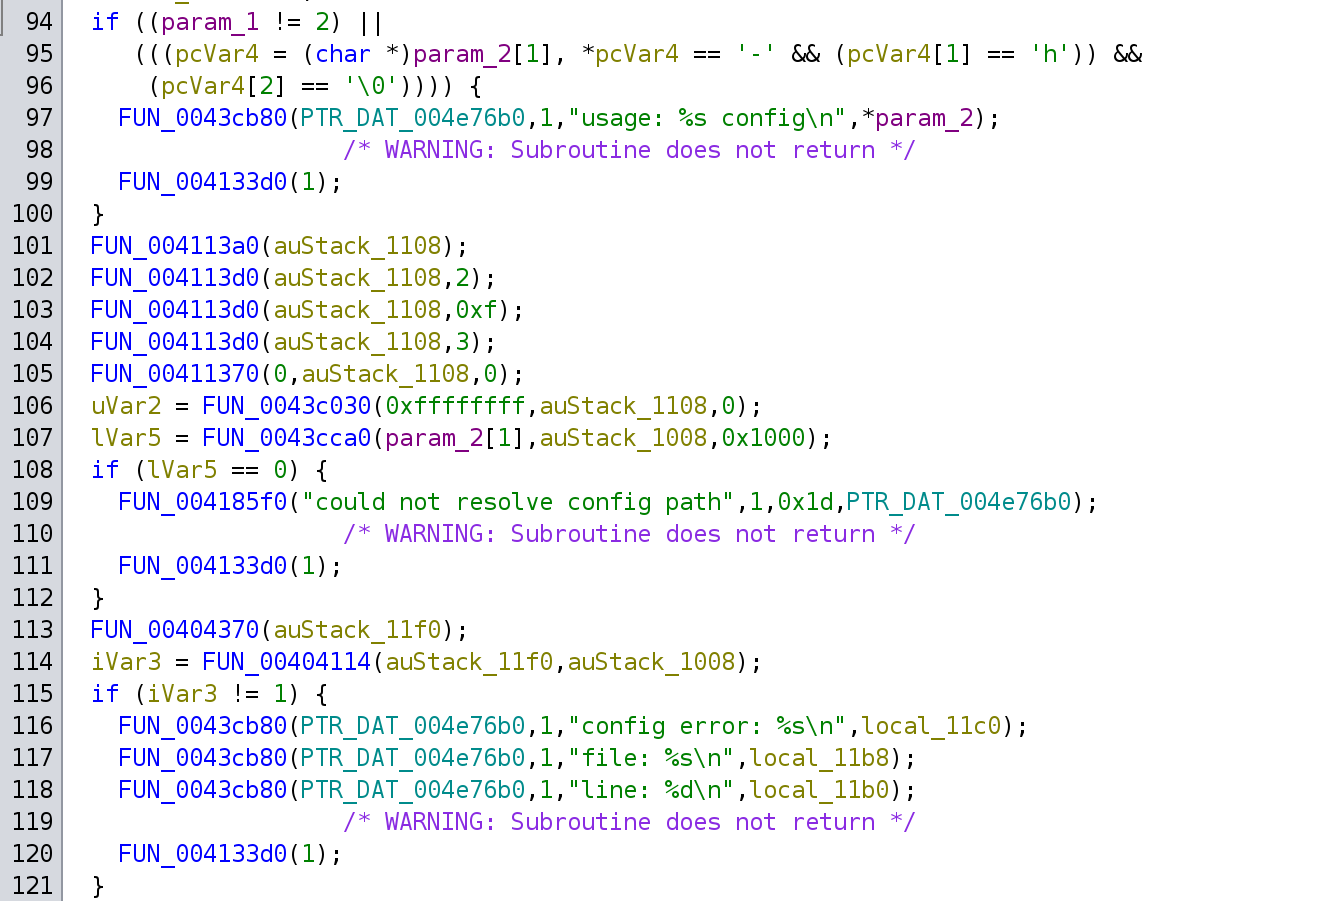 94 if ((param_1 != 2) ||
95 (((pcVar4 = (char *)param_2[1], *pcVar4 == '-' && (pcVar4[1] == 'h')) &&
96 (pcVar4[2] == '\0')))) {
97 FUN_0043cb80(PTR_DAT_004e76b0,1,"usage: %s config\n",*param_2);
98 /* WARNING: Subroutine does not return */
99 FUN_004133d0(1);
100 }
101 FUN_004113a0(auStack_1108);
102 FUN_004113d0(auStack_1108,2);
103 FUN_004113d0(auStack_1108,0xf);
104 FUN_004113d0(auStack_1108,3);
105 FUN_00411370(0,auStack_1108,0);
106 uVar2 = FUN_0043c030(0xffffffff,auStack_1108,0);
107 lVar5 = FUN_0043cca0(param_2[1],auStack_1008,0x1000);
108 if (lVar5 == 0) {
109 FUN_004185f0("could not resolve config path",1,0x1d,PTR_DAT_004e76b0);
110 /* WARNING: Subroutine does not return */
111 FUN_004133d0(1);
112 }
113 FUN_00404370(auStack_11f0);
114 iVar3 = FUN_00404114(auStack_11f0,auStack_1008);
115 if (iVar3 != 1) {
116 FUN_0043cb80(PTR_DAT_004e76b0,1,"config error: %s\n",local_11c0);
117 FUN_0043cb80(PTR_DAT_004e76b0,1,"file: %s\n",local_11b8);
118 FUN_0043cb80(PTR_DAT_004e76b0,1,"line: %d\n",local_11b0);
119 /* WARNING: Subroutine does not return */
120 FUN_004133d0(1);
121 }